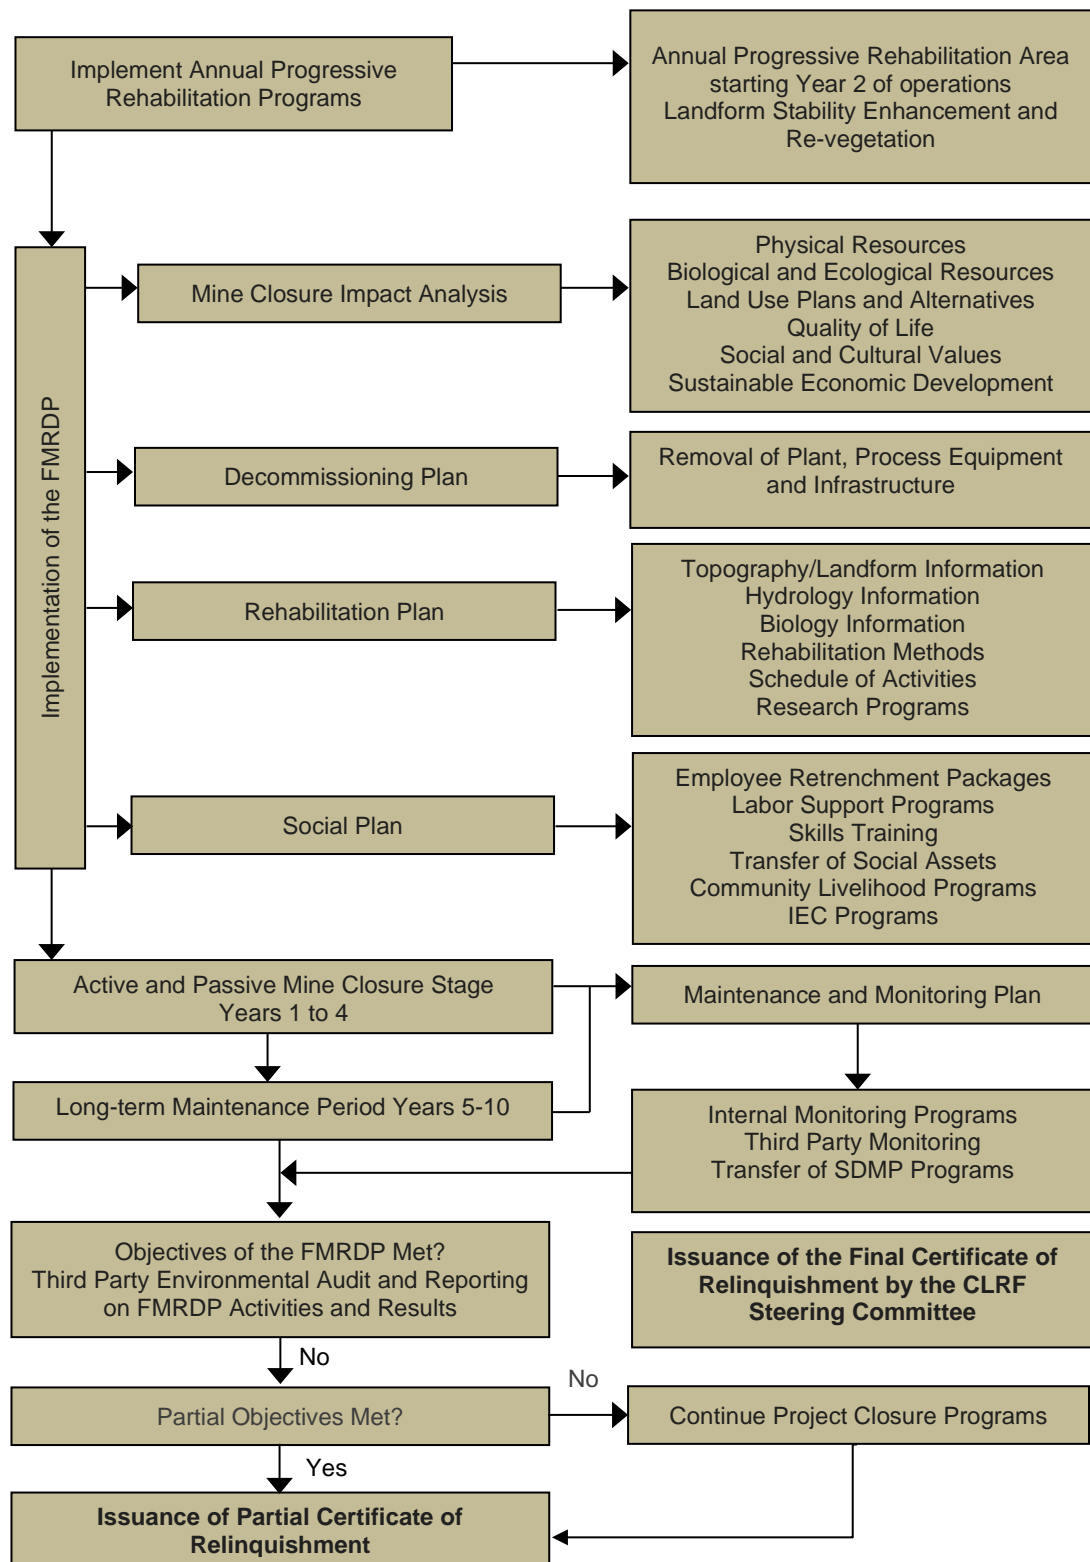 Implement Annual Progressive
Rehabilitation Programs
Annual Progressive Rehabilitation Area
starting Year 2 of operations
Landform Stability Enhancement and
Re-vegetation
Implementation of the FMRDP
Mine Closure Impact Analysis
Physical Resources
Biological and Ecological Resources
Land Use Plans and Alternatives
Quality of Life
Social and Cultural Values
Sustainable Economic Development
Decommissioning Plan
Removal of Plant, Process Equipment
and Infrastructure
Rehabilitation Plan
Topography/Landform Information
Hydrology Information
Biology Information
Rehabilitation Methods
Schedule of Activities
Research Programs
Social Plan
Employee Retrenchment Packages
Labor Support Programs
Skills Training
Transfer of Social Assets
Community Livelihood Programs
IEC Programs
Active and Passive Mine Closure Stage
Years 1 to 4
Maintenance and Monitoring Plan
Long-term Maintenance Period Years 5-10
Internal Monitoring Programs
Third Party Monitoring
Transfer of SDMP Programs
Objectives of the FMRDP Met?
Third Party Environmental Audit and Reporting
on FMRDP Activities and Results
Issuance of the Final Certificate of
Relinquishment by the CLRF
Steering Committee
No
Partial Objectives Met?
No
Continue Project Closure Programs
Yes
Issuance of Partial Certificate of
Relinquishment